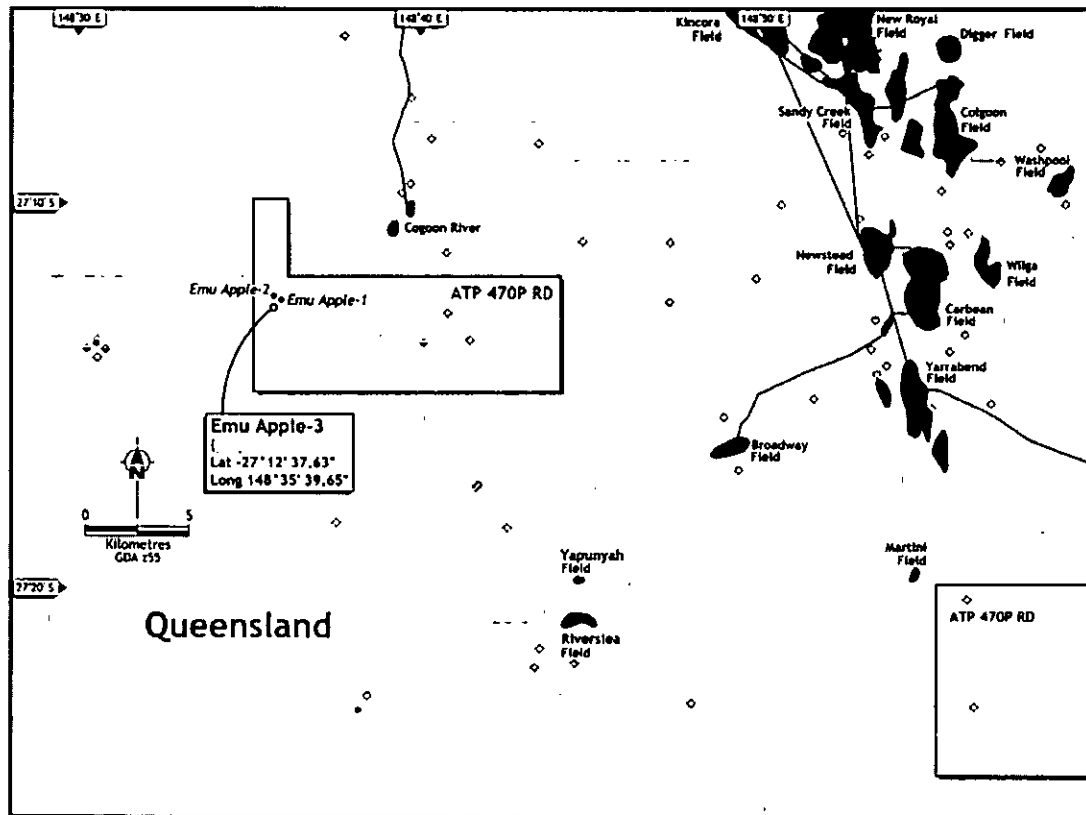 148°30' E
148°40' E
148°50' E
Kincora
Field
New Royal
Field
Digger Field
Sandy Creek
Field
Colgoon
Field
Washpool
Field
27°10' S
Cogoon River
Newstead
Field
Wilga
Field
Emu Apple-2
Emu Apple-1
ATP 470P RD
Carbean
Field
Yarrabend
Field
Emu Apple-3
(
Lat -27°12' 37.63"
Long 148°35' 39.65"
Broadway
Field
N
0 5
Kilometres
GDA z55
Yapunyah
Field
Martini
Field
27°20' S
ATP 470P RD
Queensland
Riverslea
Field